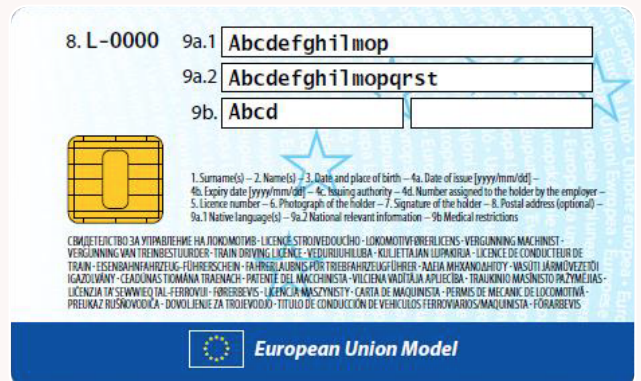 8. L-0000
9a.1 Abcdefghilmop
9a.2 Abcdefghilmopqrst
9b. Abcd
1. Surname(s) – 2. Name(s) – 3. Date and place of birth – 4a. Date of issue [yyyy/mm/dd] –
4b. Expiry date [yyyy/mm/dd] – 4c. Issuing authority – 4d. Number assigned to the holder by the employer –
5. Licence number – 6. Photograph of the holder – 7. Signature of the holder – 8. Postal address (optional) –
9a.1 Native language(s) – 9a.2 National relevant information – 9b Medical restrictions
СВИДЕТЕЛСТВО ЗА УПРАВЛЕНИЕ НА ЛОКОМОТИВ · LICENCE STROJVEDOUCÍHO · LOKOMOTIVFØRERLICENS · VERGUNNING MACHINIST ·
VERGUNNING VAN TREINBESTUURDER · TRAIN DRIVING LICENCE · VEDURIJUHILUBA · KULJETTAJAN LUPAKIRJA · LICENCE DE CONDUCTEUR DE
TRAIN · EISENBAHNFAHRZEUG-FÜHRERSCHEIN · FAHRERLAUBNIS FÜR TRIEBFAHRZEUGFÜHRER · ΑΔΕΙΑ ΜΗΧΑΝΟΔΗΓΟΥ · VASÚTI JÁRMŰVEZETŐI
IGAZOLVÁNY · CEADÚNAS TIOMÁNA TRAENACH · PATENTE DEL MACCHINISTA · VILCIENA VADĪTĀJA APLIECĪBA · TRAUKINIO MAŠINISTO PAŽYMĖJIAS ·
LIĊENZJA TA' SEWWIEQ TAL-FERROVIJI · FØRERBEVIS · LICENCJA MASZYNISTY · CARTA DE MAQUINISTA · PERMIS DE MECANIC DE LOCOMOTIVĂ ·
PREUKAZ RUŠŇOVODIČA · DOVOLJENJE ZA TROJEVODJO · TITULO DE CONDUCCIÓN DE VEHICULOS FERROVIARIOS/MAQUINISTA · FÖRARBEVIS
European Union Model